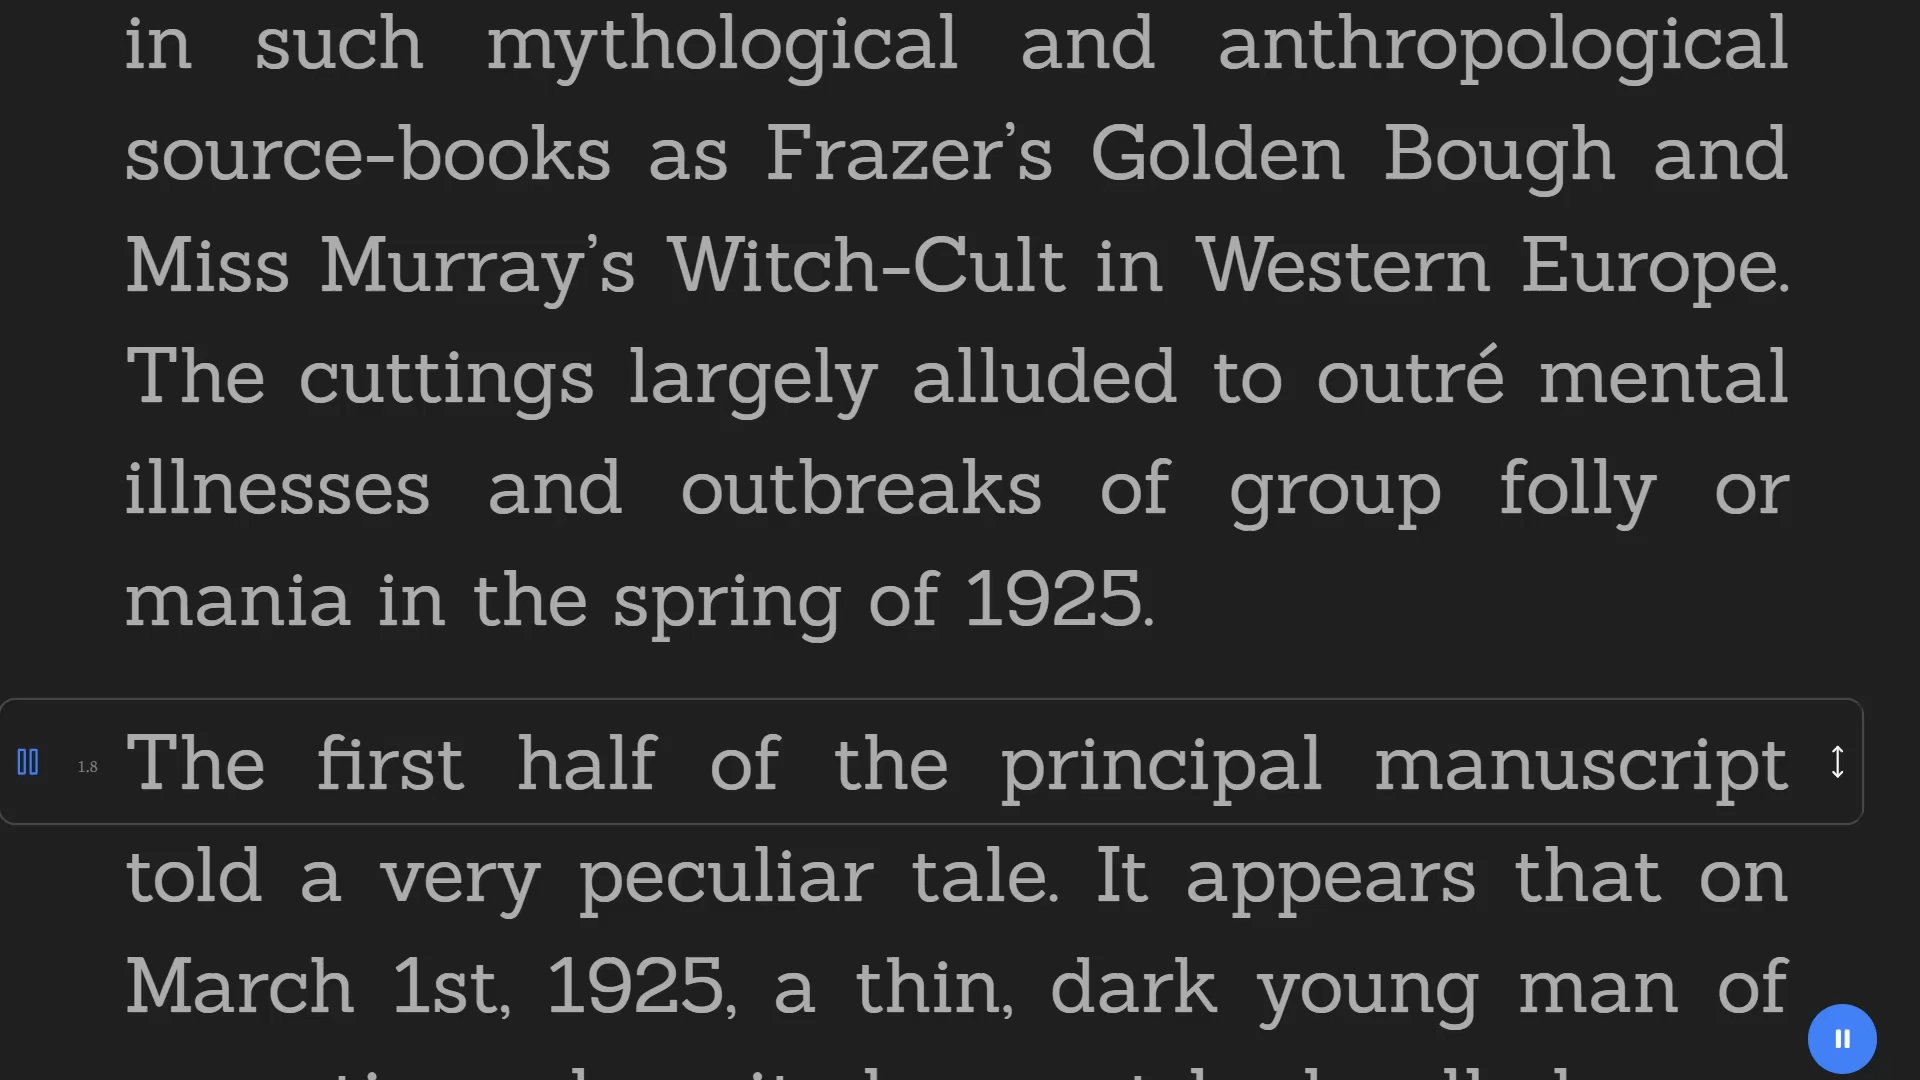 in such mythological and anthropological
source-books as Frazer’s Golden Bough and
Miss Murray’s Witch-Cult in Western Europe.
The cuttings largely alluded to outré mental
illnesses and outbreaks of group folly or
mania in the spring of 1925.
1.8 The first half of the principal manuscript
told a very peculiar tale. It appears that on
March 1st, 1925, a thin, dark young man of